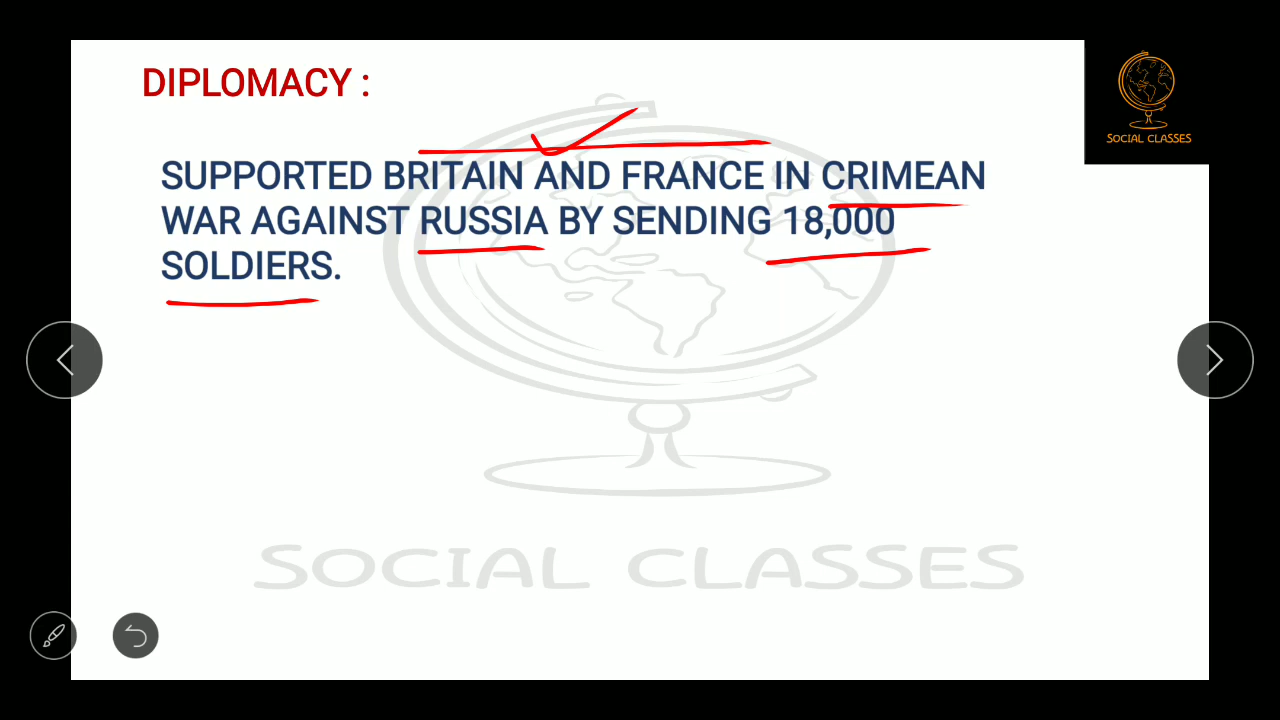 DIPLOMACY :
SOCIAL CLASSES
SUPPORTED BRITAIN AND FRANCE IN CRIMEAN
WAR AGAINST RUSSIA BY SENDING 18,000
SOLDIERS.
SOCIAL CLASSES